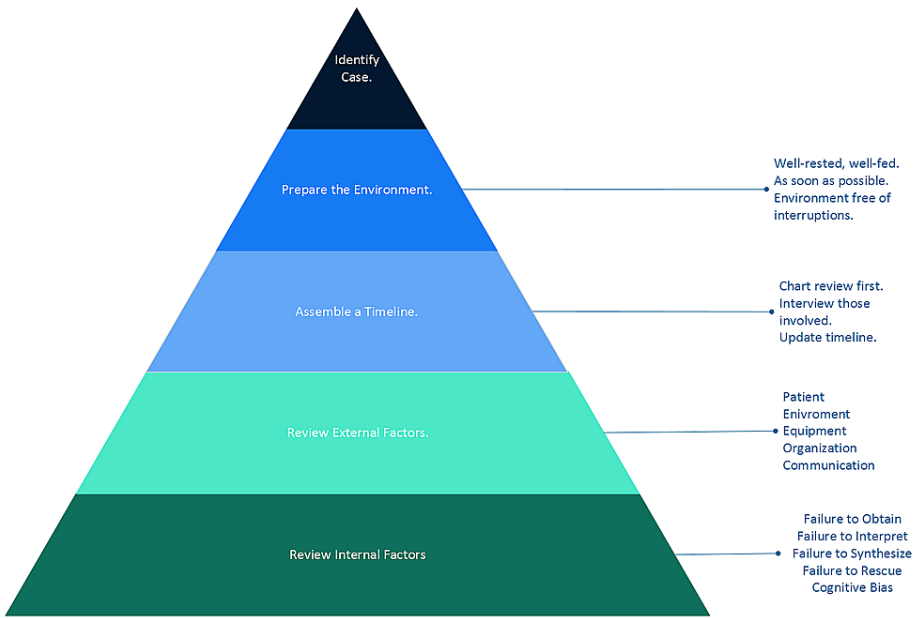 Identify
Case.
Prepare the Environment.
Well-rested, well-fed.
As soon as possible.
Environment free of
interruptions.
Assemble a Timeline.
Chart review first.
Interview those
involved.
Update timeline.
Review External Factors.
Patient
Enviroment
Equipment
Organization
Communication
Review Internal Factors
Failure to Obtain
Failure to Interpret
Failure to Synthesize
Failure to Rescue
Cognitive Bias